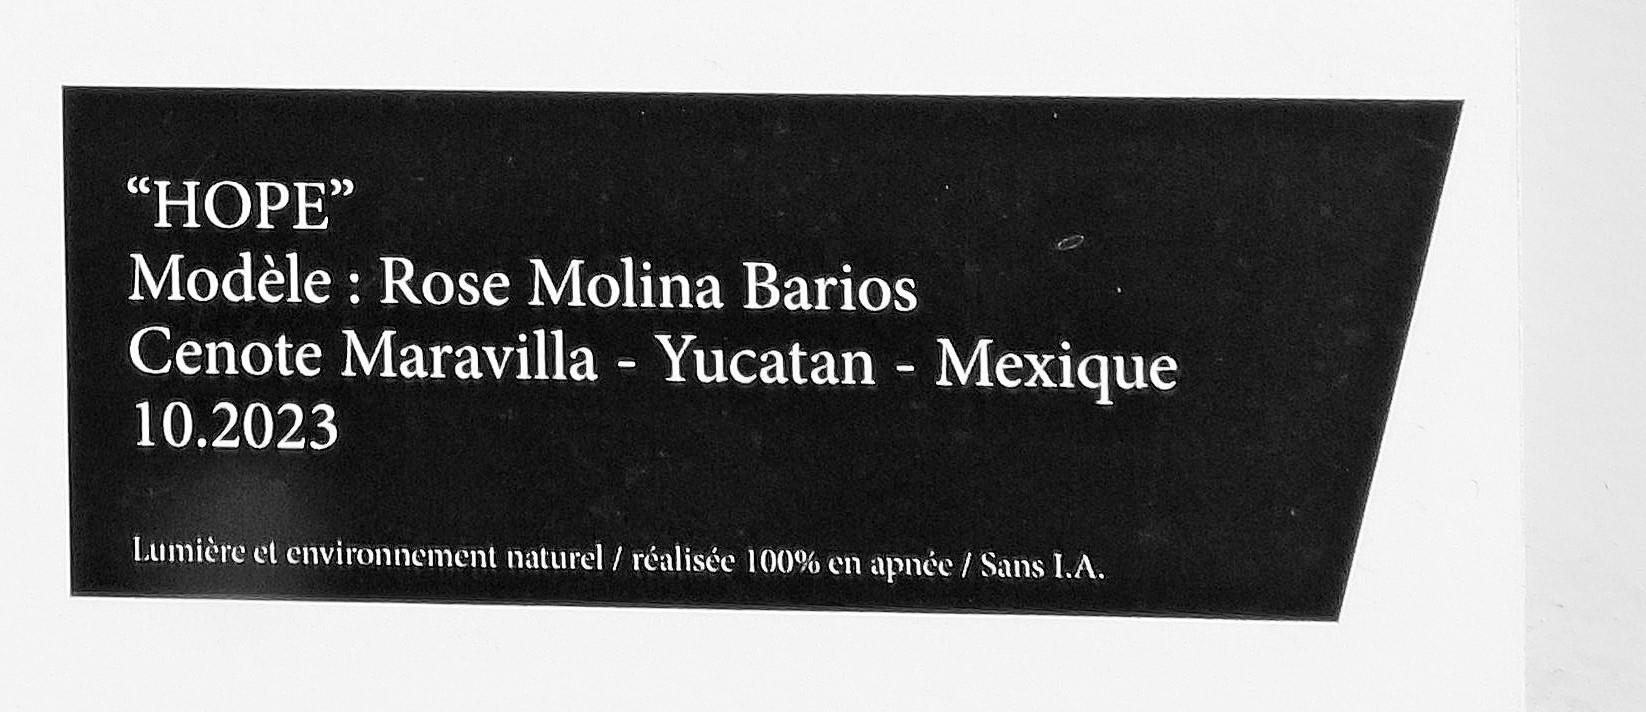 “HOPE”
Modèle : Rose Molina Barios
Cenote Maravilla - Yucatan - Mexique
10.2023
Lumière et environnement naturel / réalisée 100% en apnée / Sans I.A.